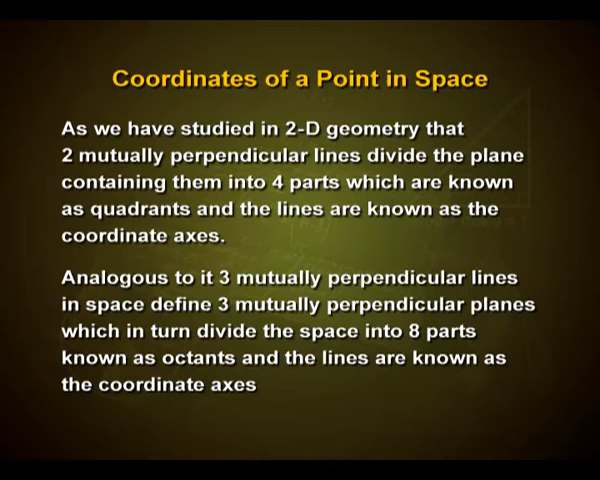 Coordinates of a Point in Space
As we have studied in 2-D geometry that
2 mutually perpendicular lines divide the plane
containing them into 4 parts which are known
as quadrants and the lines are known as the
coordinate axes.
Analogous to it 3 mutually perpendicular lines
in space define 3 mutually perpendicular planes
which in turn divide the space into 8 parts
known as octants and the lines are known as
the coordinate axes